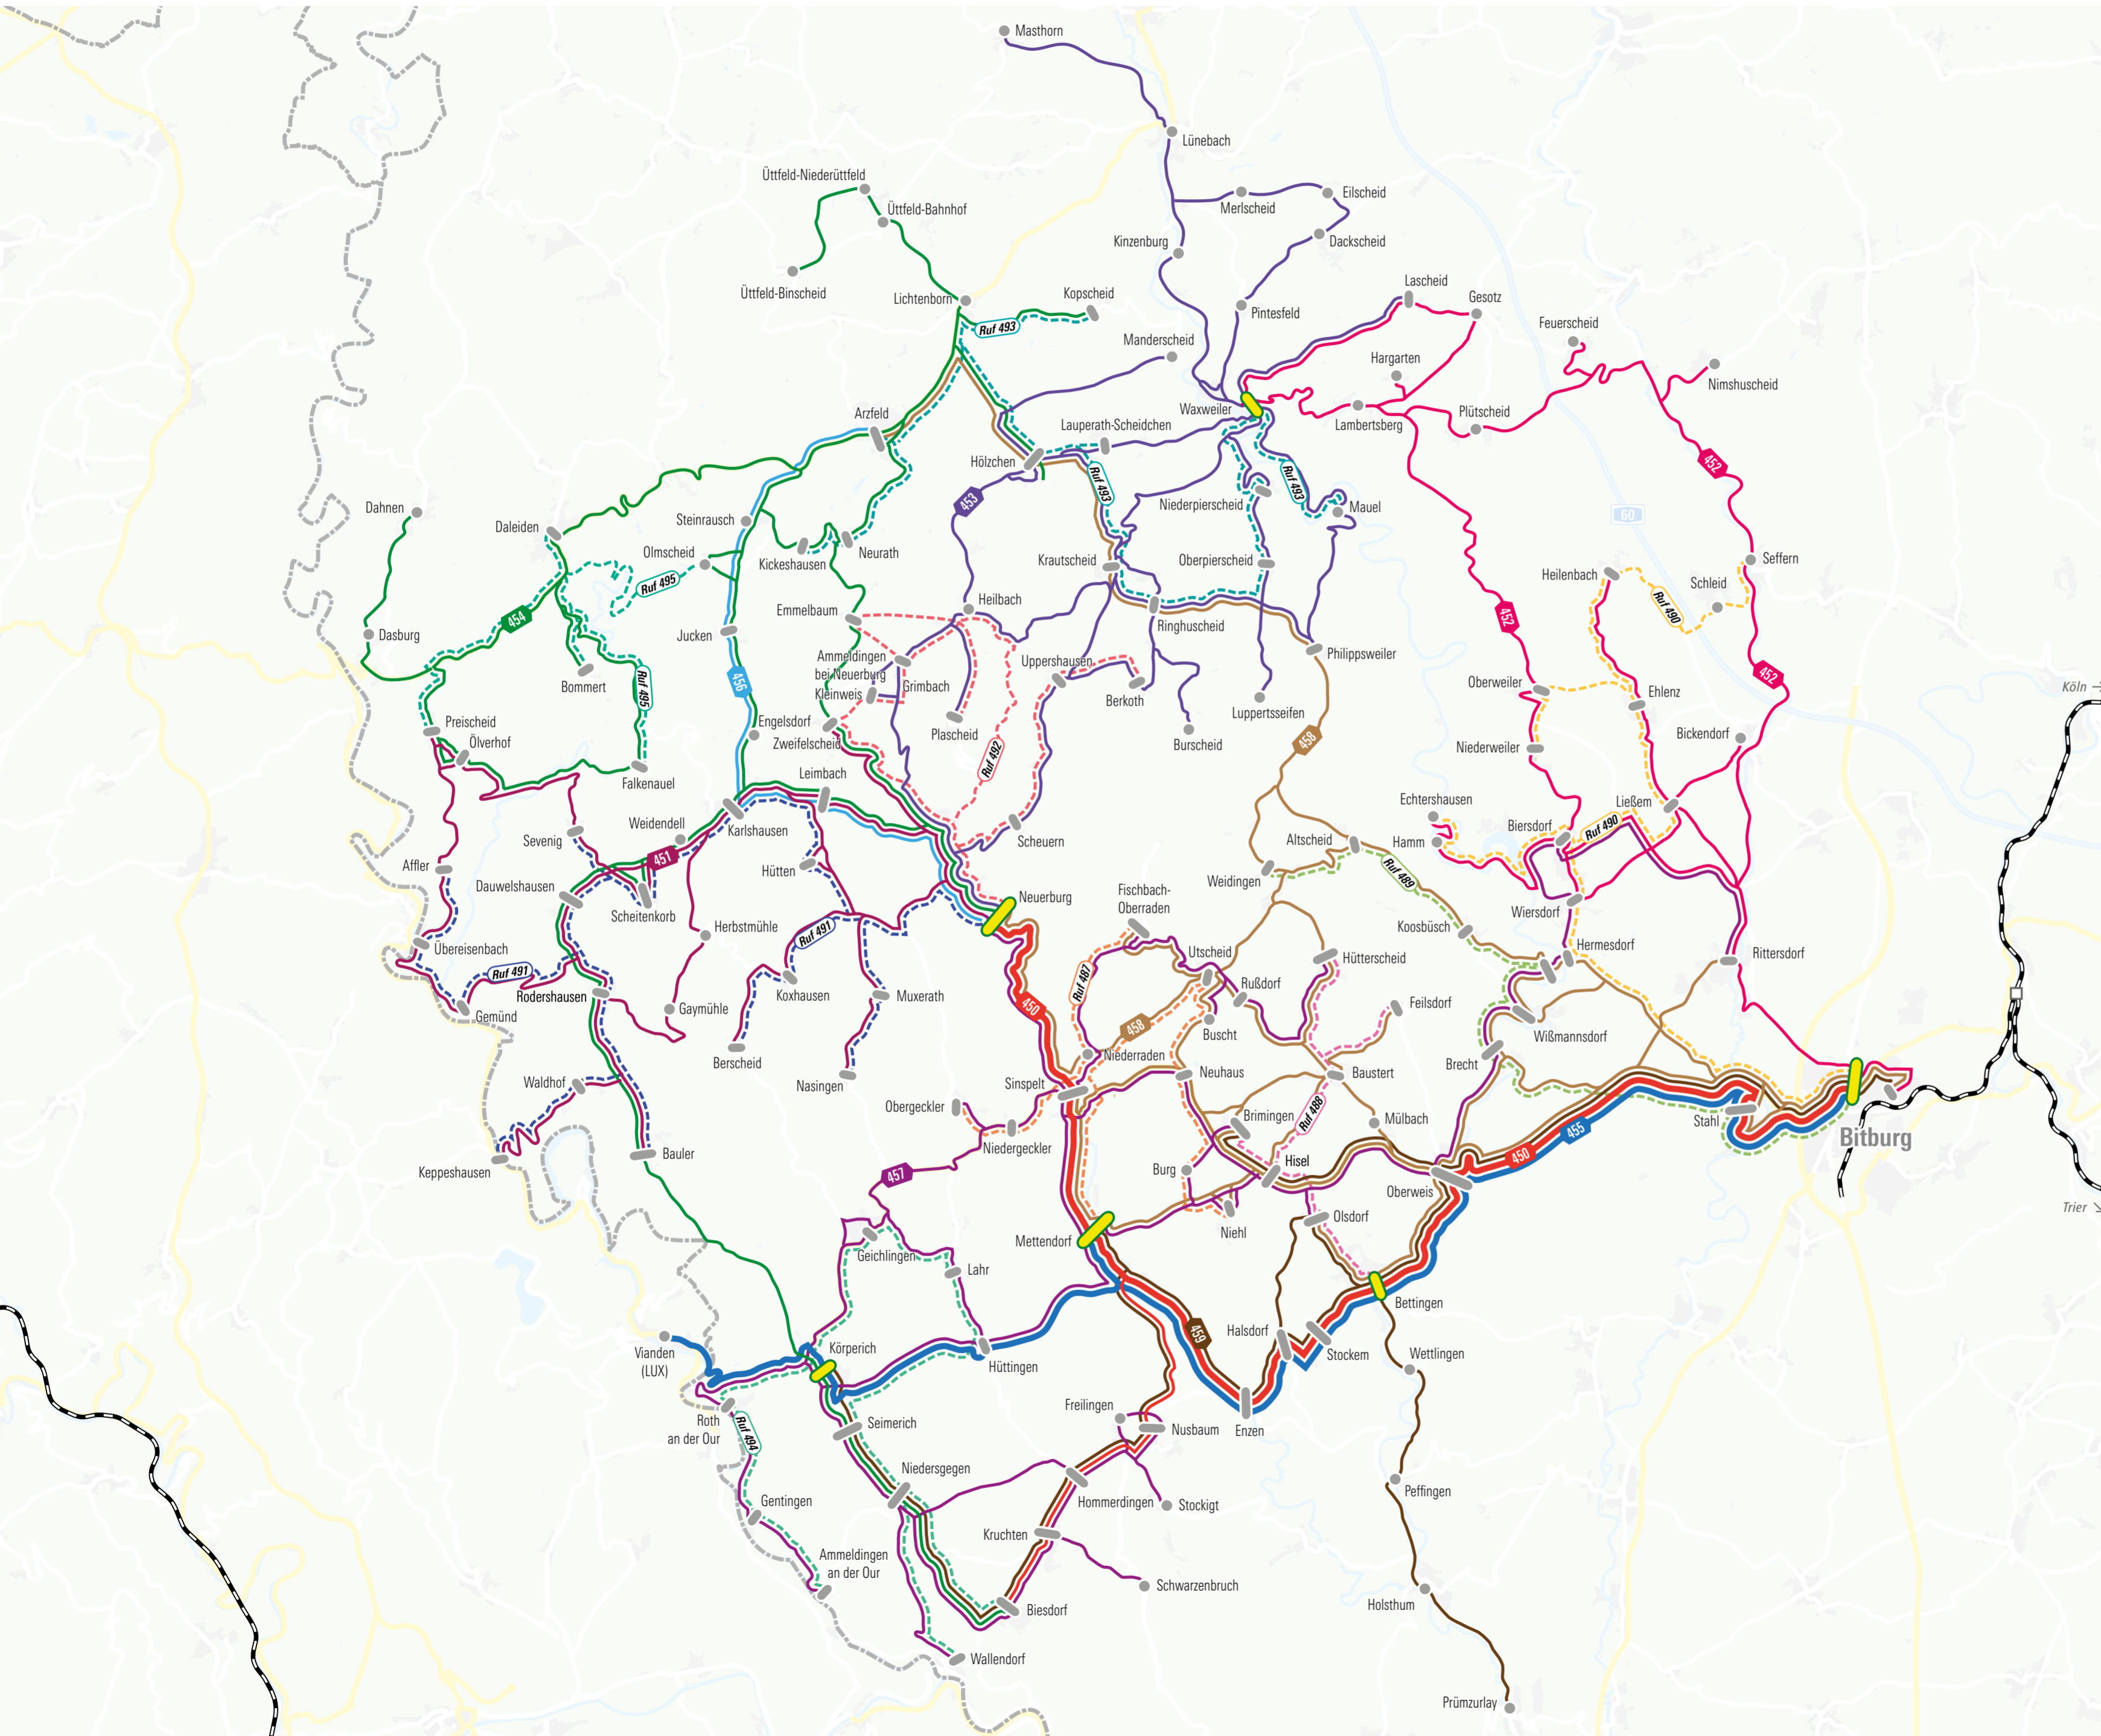 Masthorn
Lünebach
Üttfeld-Niederüttfeld
Üttfeld-Bahnhof
Merlscheid
Eilscheid
Kinzenburg
Dackscheid
Üttfeld-Binscheid
Lichtenborn
Kopscheid
Ruf 493
Pintesfeld
Lascheid
Gesotz
Feuerscheid
Manderscheid
Hargarten
Nimshuscheid
Waxweiler
Arzfeld
Lauperath-Scheidchen
Lambertsberg
Plütscheid
Hölzchen
452
Ruf 493
Ruf 493
453
Niederpierscheid
Mauel
60
Dahnen
Daleiden
Steinrausch
Olmscheid
Kickeshausen
Neurath
Krautscheid
Oberpierscheid
Heilenbach
Schleid
Seffern
Ruf 495
454
Emmelbaum
Heilbach
Ringhuscheid
452
Ruf 490
Dasburg
Jucken
Philippsweiler
Ammeldingen
bei Neuerburg
Uppershausen
456
Kleinweis
Grimbach
Berkoth
Luppertsseifen
Oberweiler
452
Köln
Bommert
Ruf 495
Ehlenz
Preischeid
Ölverhof
Engelsdorf
Zweifelscheid
Plascheid
Burscheid
458
Niederweiler
Bickendorf
Ruf 492
Falkenauel
Leimbach
Echtershausen
Ließem
Sevenig
Weidendell
Karlshausen
Scheuern
Altscheid
Hamm
Biersdorf
Ruf 490
451
Affler
Dauwelshausen
Hütten
Weidingen
Ruf 489
Scheitenkorb
Neuerburg
Fischbach-
Oberraden
Wiersdorf
Herbstmühle
Ruf 491
Koosbüsch
Übereisenbach
Utscheid
Hütterscheid
Hermesdorf
Rittersdorf
Ruf 491
Koxhausen
Muxerath
Ruf 487
Rußdorf
Rodershausen
Gemünd
Gaymühle
450
458
Buscht
Feilsdorf
Wißmannsdorf
Berscheid
Niederraden
Nasingen
Sinspelt
Neuhaus
Baustert
Brecht
Waldhof
Obergeckler
Brimingen
Ruf 488
Mülbach
Stahl
455
Bitburg
Niedergeckler
Keppeshausen
Bauler
Burg
Hisel
450
457
Oberweis
Trier
Geichlingen
Mettendorf
Niehl
Olsdorf
Lahr
Bettingen
459
Halsdorf
Vianden
(LUX)
Körperich
Hüttingen
Stockem
Wettlingen
Freilingen
Enzen
Roth
an der Our
Ruf 494
Seimerich
Nusbaum
Niedersgegen
Peffingen
Gentingen
Hommerdingen
Stockigt
Kruchten
Ammeldingen
an der Our
Schwarzenbruch
Holsthum
Biesdorf
Wallendorf
Prümzurlay